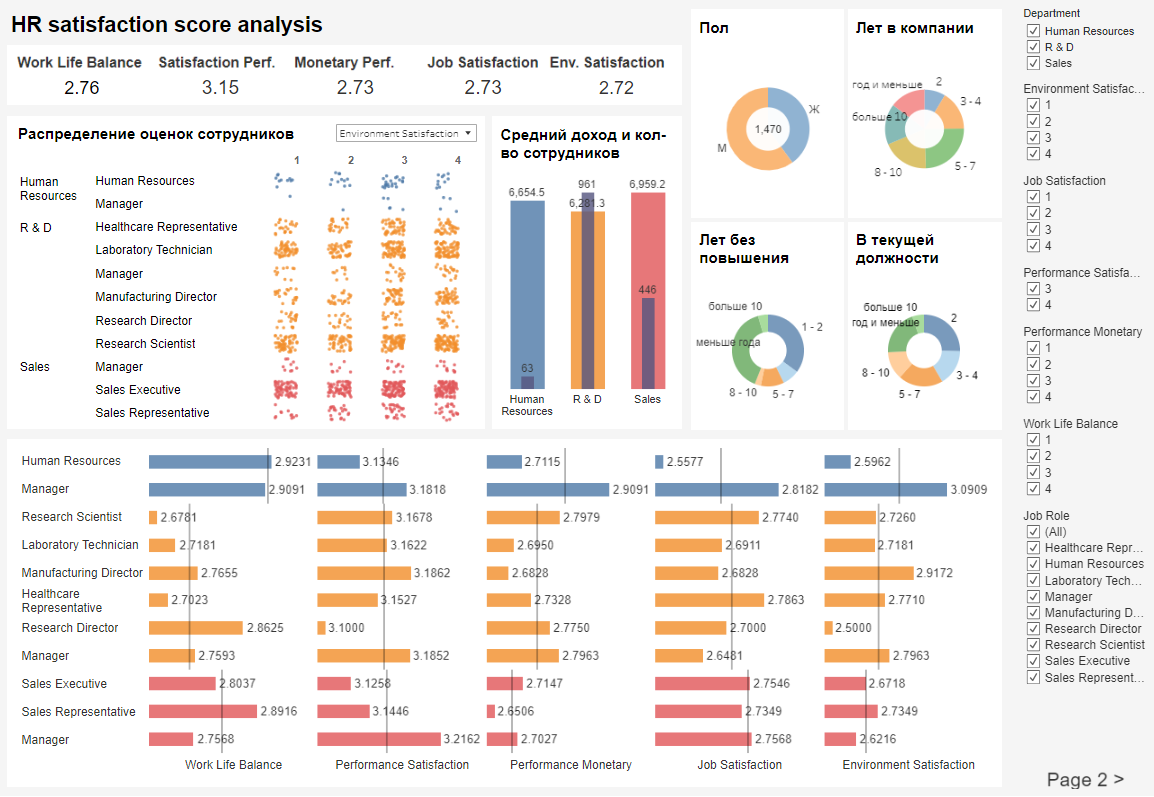 HR satisfaction score analysis
Work Life Balance Satisfaction Perf. Monetary Perf. Job Satisfaction Env. Satisfaction
2.76 3.15 2.73 2.73 2.72
Распределение оценок сотрудников
Environment Satisfaction
1 2 3 4
Human
Resources
Human Resources
Manager
R & D
Healthcare Representative
Laboratory Technician
Manager
Manufacturing Director
Research Director
Research Scientist
Sales
Manager
Sales Executive
Sales Representative
Средний доход и кол-
во сотрудников
6,654.5
961
6,959.2
6,281.3
446
63
Human
Resources
R & D
Sales
Пол
Ж
1,470
М
Лет в компании
год и меньше
2
3 - 4
больше 10
5 - 7
8 - 10
Лет без
повышения
больше 10
1 - 2
меньше года
8 - 10
5 - 7
В текущей
должности
больше 10
год и меньше
2
8 - 10
3 - 4
5 - 7
Human Resources 2.9231 3.1346 2.7115 2.5577 2.5962
Manager 2.9091 3.1818 2.9091 2.8182 3.0909
Research Scientist 2.6781 3.1678 2.7979 2.7740 2.7260
Laboratory Technician 2.7181 3.1622 2.6950 2.6911 2.7181
Manufacturing Director 2.7655 3.1862 2.6828 2.6828 2.9172
Healthcare
Representative 2.7023 3.1527 2.7328 2.7863 2.7710
Research Director 2.8625 3.1000 2.7750 2.7000 2.5000
Manager 2.7593 3.1852 2.7963 2.6481 2.7963
Sales Executive 2.8037 3.1258 2.7147 2.7546 2.6718
Sales Representative 2.8916 3.1446 2.6506 2.7349 2.7349
Manager 2.7568 3.2162 2.7027 2.7568 2.6216
Work Life Balance Performance Satisfaction Performance Monetary Job Satisfaction Environment Satisfaction
Department
Human Resources
R & D
Sales
Environment Satisfac...
1
2
3
4
Job Satisfaction
1
2
3
4
Performance Satisfa...
3
4
Performance Monetary
1
2
3
4
Work Life Balance
1
2
3
4
Job Role
(All)
Healthcare Repr...
Human Resources
Laboratory Tech...
Manager
Manufacturing D...
Research Director
Research Scientist
Sales Executive
Sales Represent...
Page 2 >